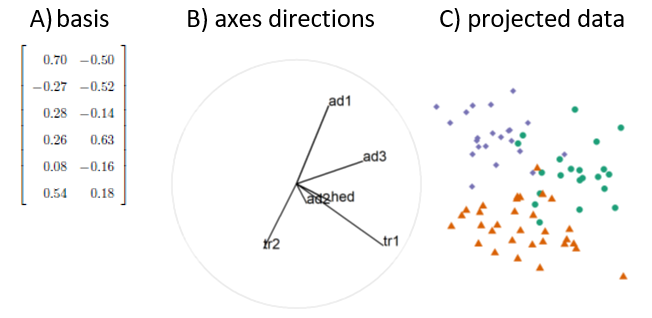 A) basis
B) axes directions
C) projected data
0.70 −0.50
−0.27 −0.52
0.28 −0.14
0.26 0.63
0.08 −0.16
0.54 0.18
ad1
ad3
ad2
hed
tr2
tr1